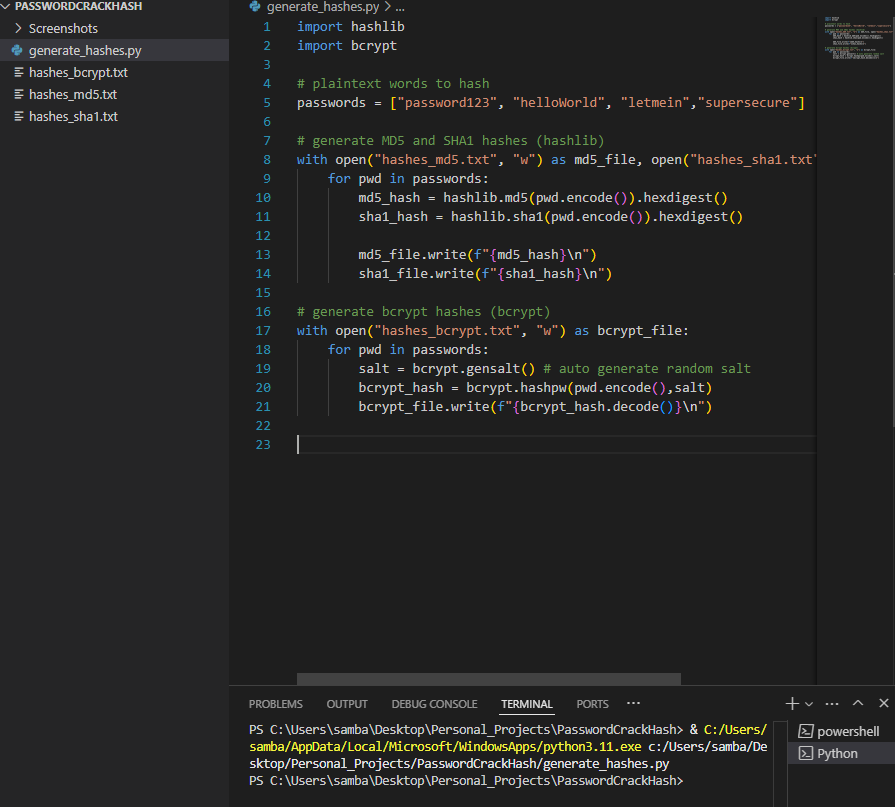 PASSWORDCRACKHASH
Screenshots
generate_hashes.py
hashes_bcrypt.txt
hashes_md5.txt
hashes_sha1.txt
generate_hashes.py > ...
1 import hashlib
2 import bcrypt
3
4 # plaintext words to hash
5 passwords = ["password123", "helloWorld", "letmein","supersecure"]
6
7 # generate MD5 and SHA1 hashes (hashlib)
8 with open("hashes_md5.txt", "w") as md5_file, open("hashes_sha1.txt"
9     for pwd in passwords:
10         md5_hash = hashlib.md5(pwd.encode()).hexdigest()
11         sha1_hash = hashlib.sha1(pwd.encode()).hexdigest()
12
13         md5_file.write(f"{md5_hash}\n")
14         sha1_file.write(f"{sha1_hash}\n")
15
16 # generate bcrypt hashes (bcrypt)
17 with open("hashes_bcrypt.txt", "w") as bcrypt_file:
18     for pwd in passwords:
19         salt = bcrypt.gensalt() # auto generate random salt
20         bcrypt_hash = bcrypt.hashpw(pwd.encode(),salt)
21         bcrypt_file.write(f"{bcrypt_hash.decode()}\n")
22
23
PROBLEMS OUTPUT DEBUG CONSOLE TERMINAL PORTS ...
PS C:\Users\samba\Desktop\Personal_Projects\PasswordCrackHash> & C:/Users/
samba/AppData/Local/Microsoft/WindowsApps/python3.11.exe c:/Users/samba/De
sktop/Personal_Projects/PasswordCrackHash/generate_hashes.py
PS C:\Users\samba\Desktop\Personal_Projects\PasswordCrackHash>
powershell
Python